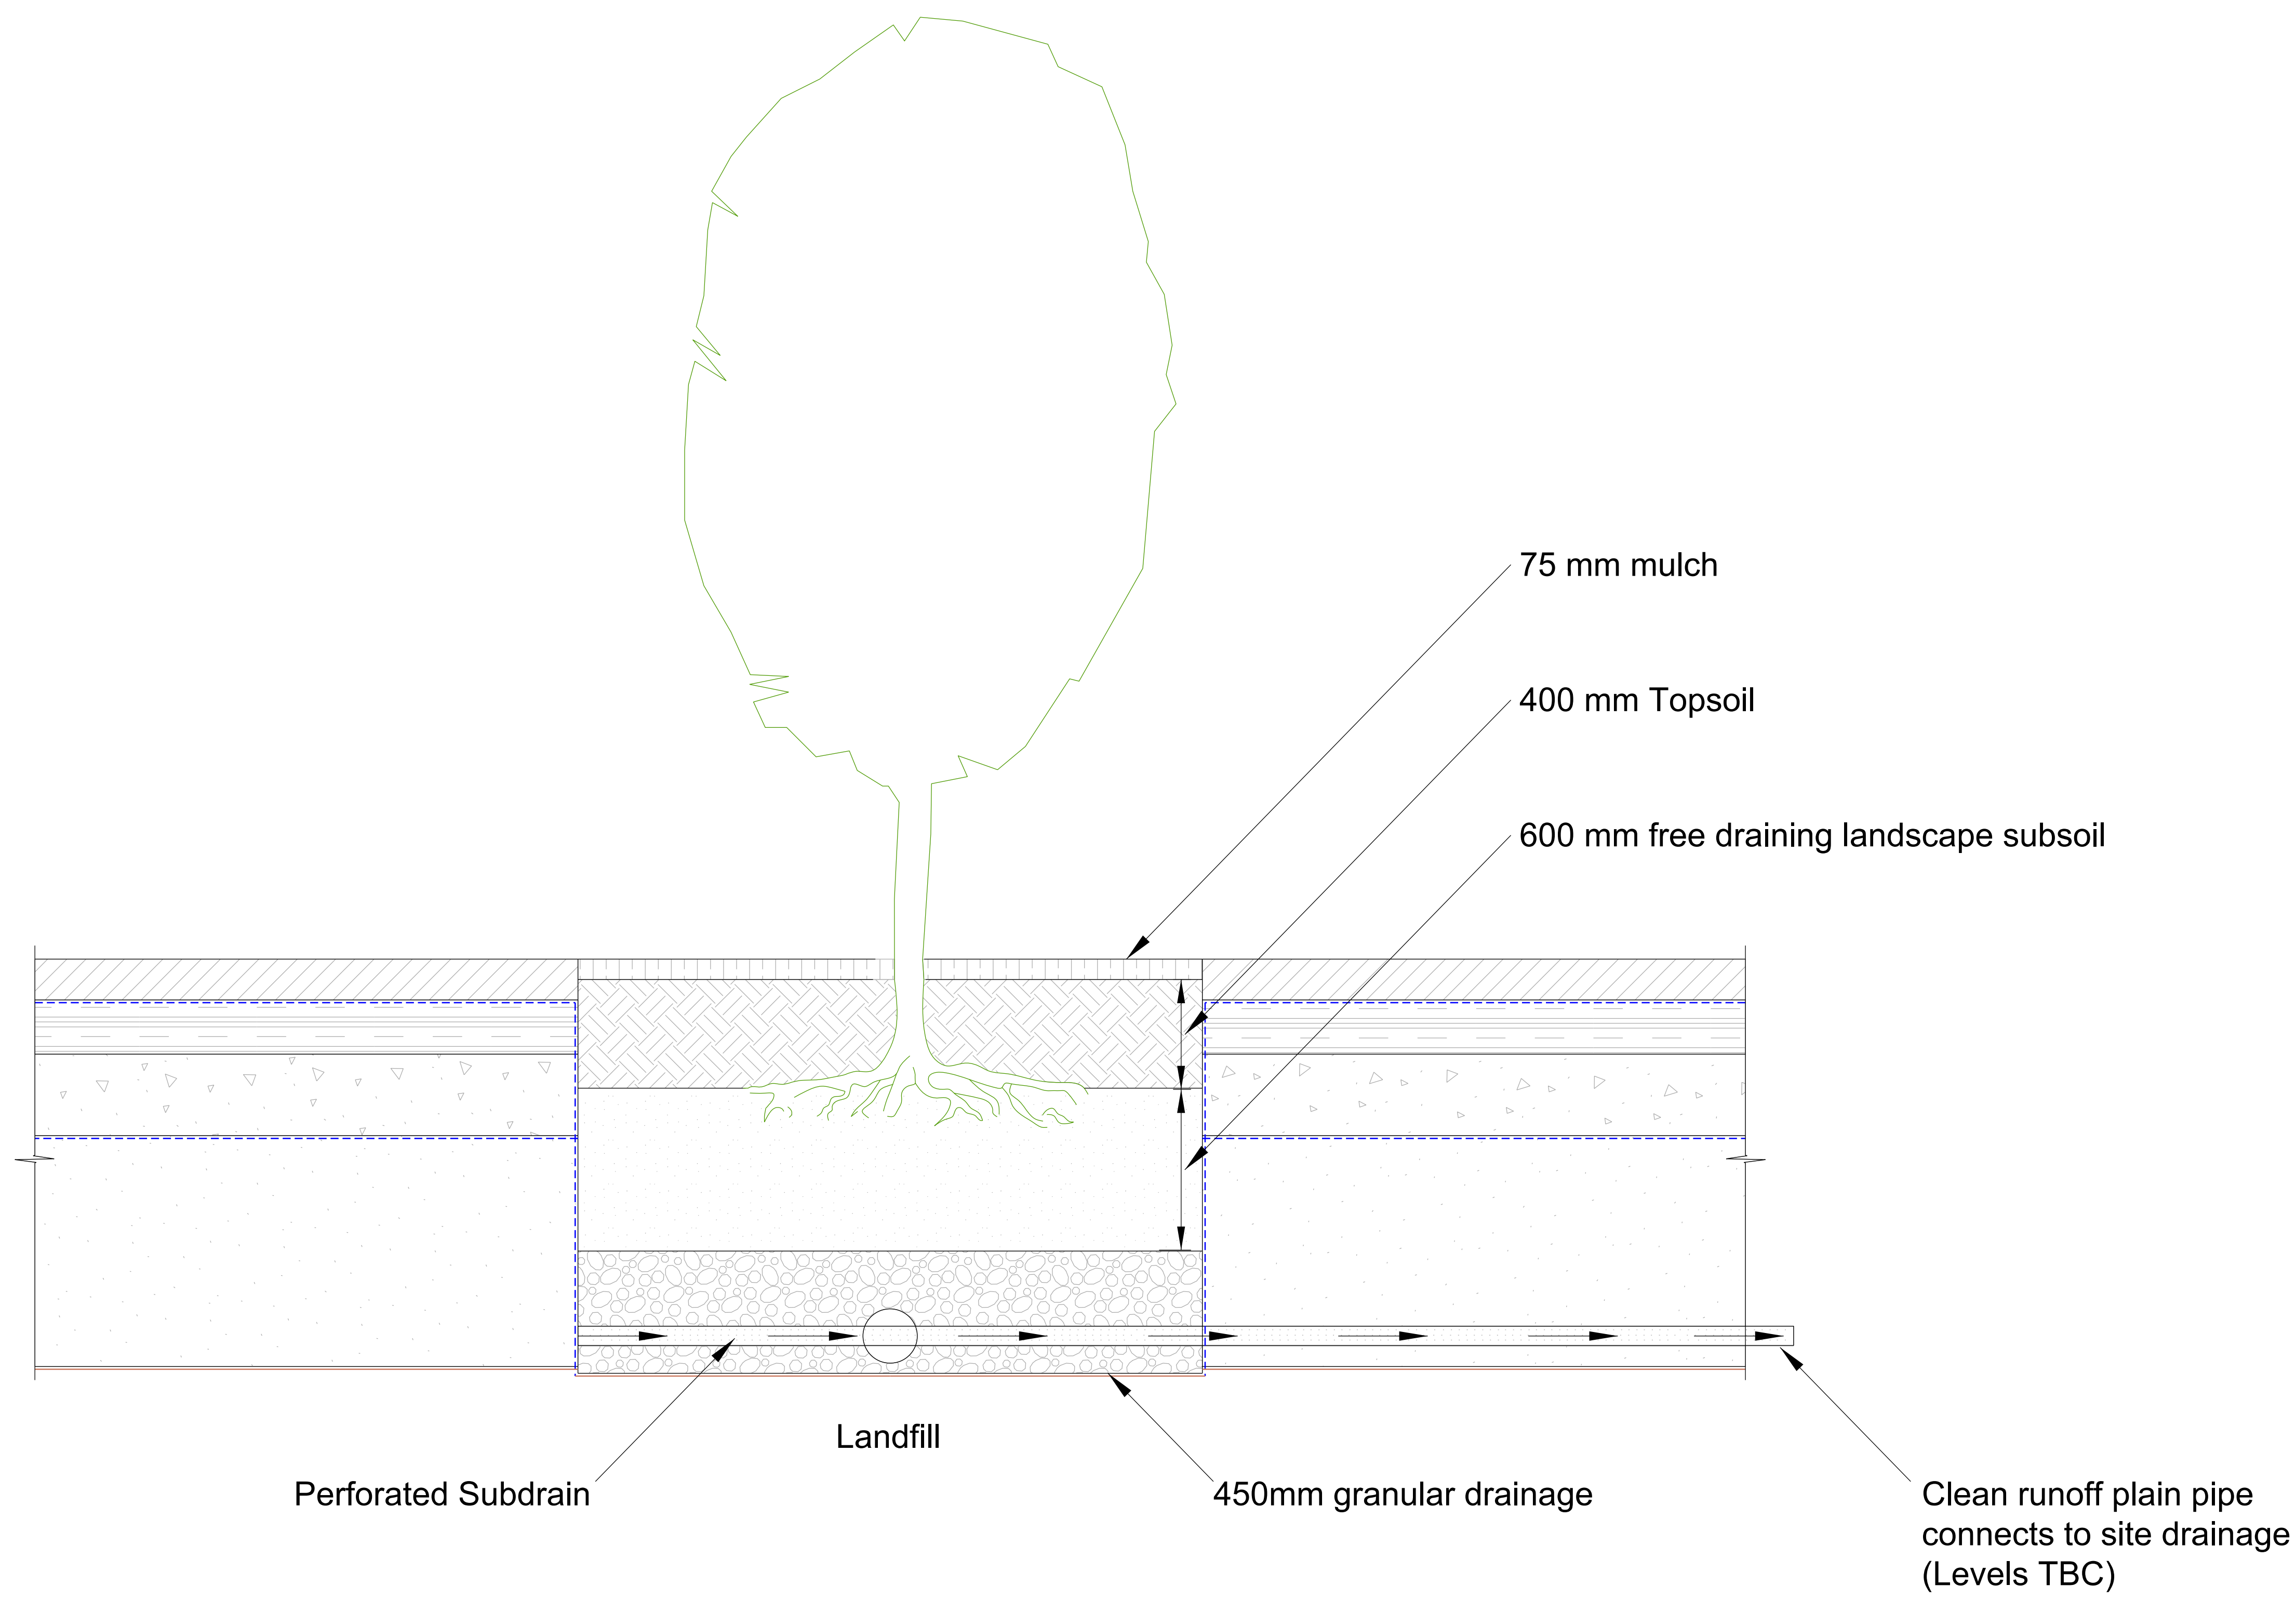 75 mm mulch
400 mm Topsoil
600 mm free draining landscape subsoil
Landfill
Perforated Subdrain
450mm granular drainage
Clean runoff plain pipe
connects to site drainage
(Levels TBC)